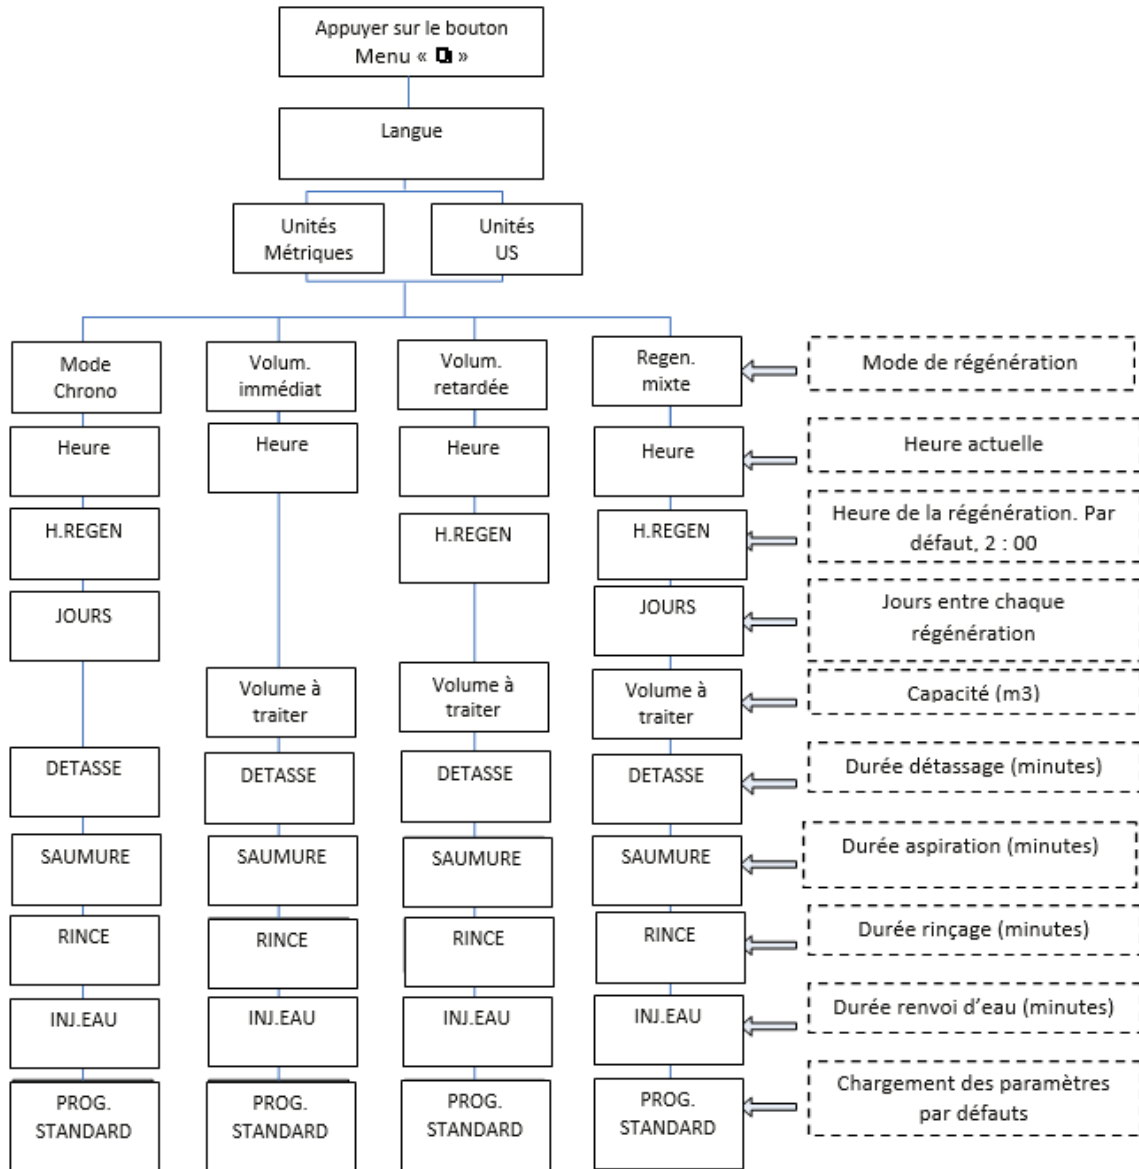 Appuyer sur le bouton
Menu « »
Langue
Unités
Métriques
Unités
US
Mode
Chrono
Volum.
immédiat
Volum.
retardée
Regen.
mixte
Mode de régénération
Heure
Heure
Heure
Heure
Heure actuelle
H.REGEN
H.REGEN
H.REGEN
Heure de la régénération. Par
défaut, 2 : 00
JOURS
JOURS
Jours entre chaque
régénération
Volume à
traiter
Volume à
traiter
Volume à
traiter
Capacité (m3)
DETASSE
DETASSE
DETASSE
DETASSE
Durée détassage (minutes)
SAUMURE
SAUMURE
SAUMURE
SAUMURE
Durée aspiration (minutes)
RINCE
RINCE
RINCE
RINCE
Durée rinçage (minutes)
INJ.EAU
INJ.EAU
INJ.EAU
INJ.EAU
Durée renvoi d'eau (minutes)
PROG.
STANDARD
PROG.
STANDARD
PROG.
STANDARD
PROG.
STANDARD
Chargement des paramètres
par défauts